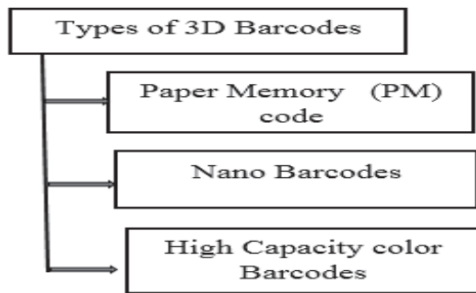 Types of 3D Barcodes
Paper Memory (PM)
code
Nano Barcodes
High Capacity color
Barcodes